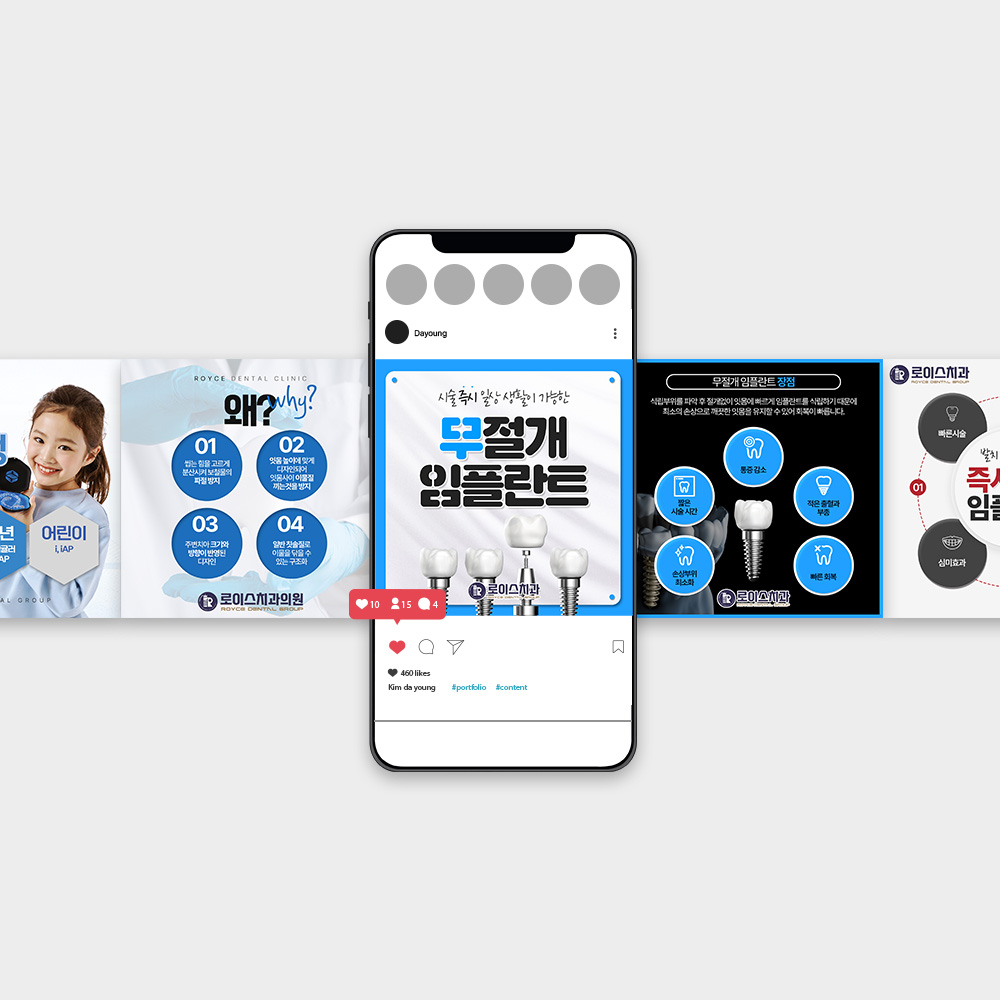 Dayoung
년
어린이
i, iAP
ROYCE DENTAL CLINIC
왜?
why?
01
씹는 힘을 고르게
분산시켜 보철물의
파절 방지
02
잇몸 높이에 맞게
디자인되어
잇몸사이 이물질
끼는것을 방지
03
주변치아 크기와
방향이 반영된
디자인
04
일반 칫솔질로
이물을 닦을 수
있는 구조화
로이스치과의원
ROYCE DENTAL GROUP
시술 즉시 일상 생활이 가능한
무절개
임플란트
로이스치과
ROYCE DENTAL GROUP
10 15 4
460 likes
Kim da young #portfolio #content
무절개 임플란트 장점
식립부위를 파악 후 절개없이 잇몸에 빠르게 임플란트를 식립하기 때문에
최소의 손상으로 깨끗한 잇몸을 유지할 수 있어 회복이 빠릅니다.
통증 감소
짧은
시술 시간
적은 출혈과
부종
손상부위
최소화
빠른 회복
로이스치과
ROYCE DENTAL GROUP
로이스치과
ROYCE DENTAL GROUP
빠른시술
발치
01
심미효과